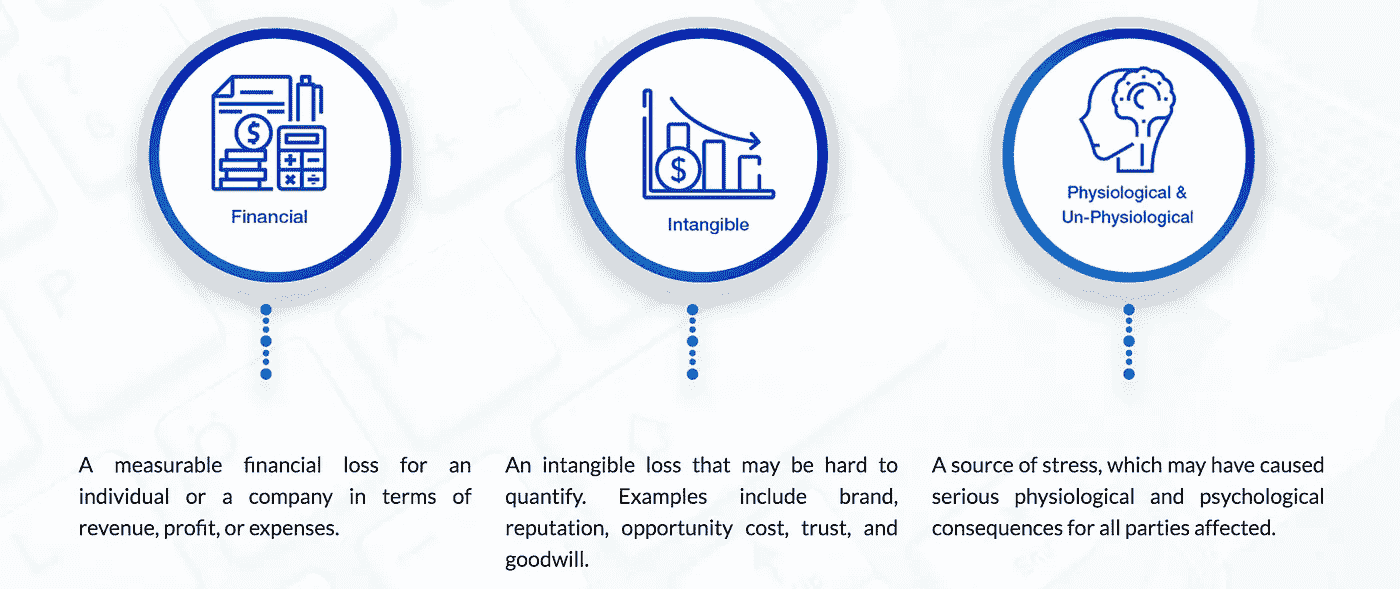 Financial
Intangible
Physiological &
Un-Physiological
A measurable financial loss for an
individual or a company in terms of
revenue, profit, or expenses.
An intangible loss that may be hard to
quantify. Examples include brand,
reputation, opportunity cost, trust, and
goodwill.
A source of stress, which may have caused
serious physiological and psychological
consequences for all parties affected.